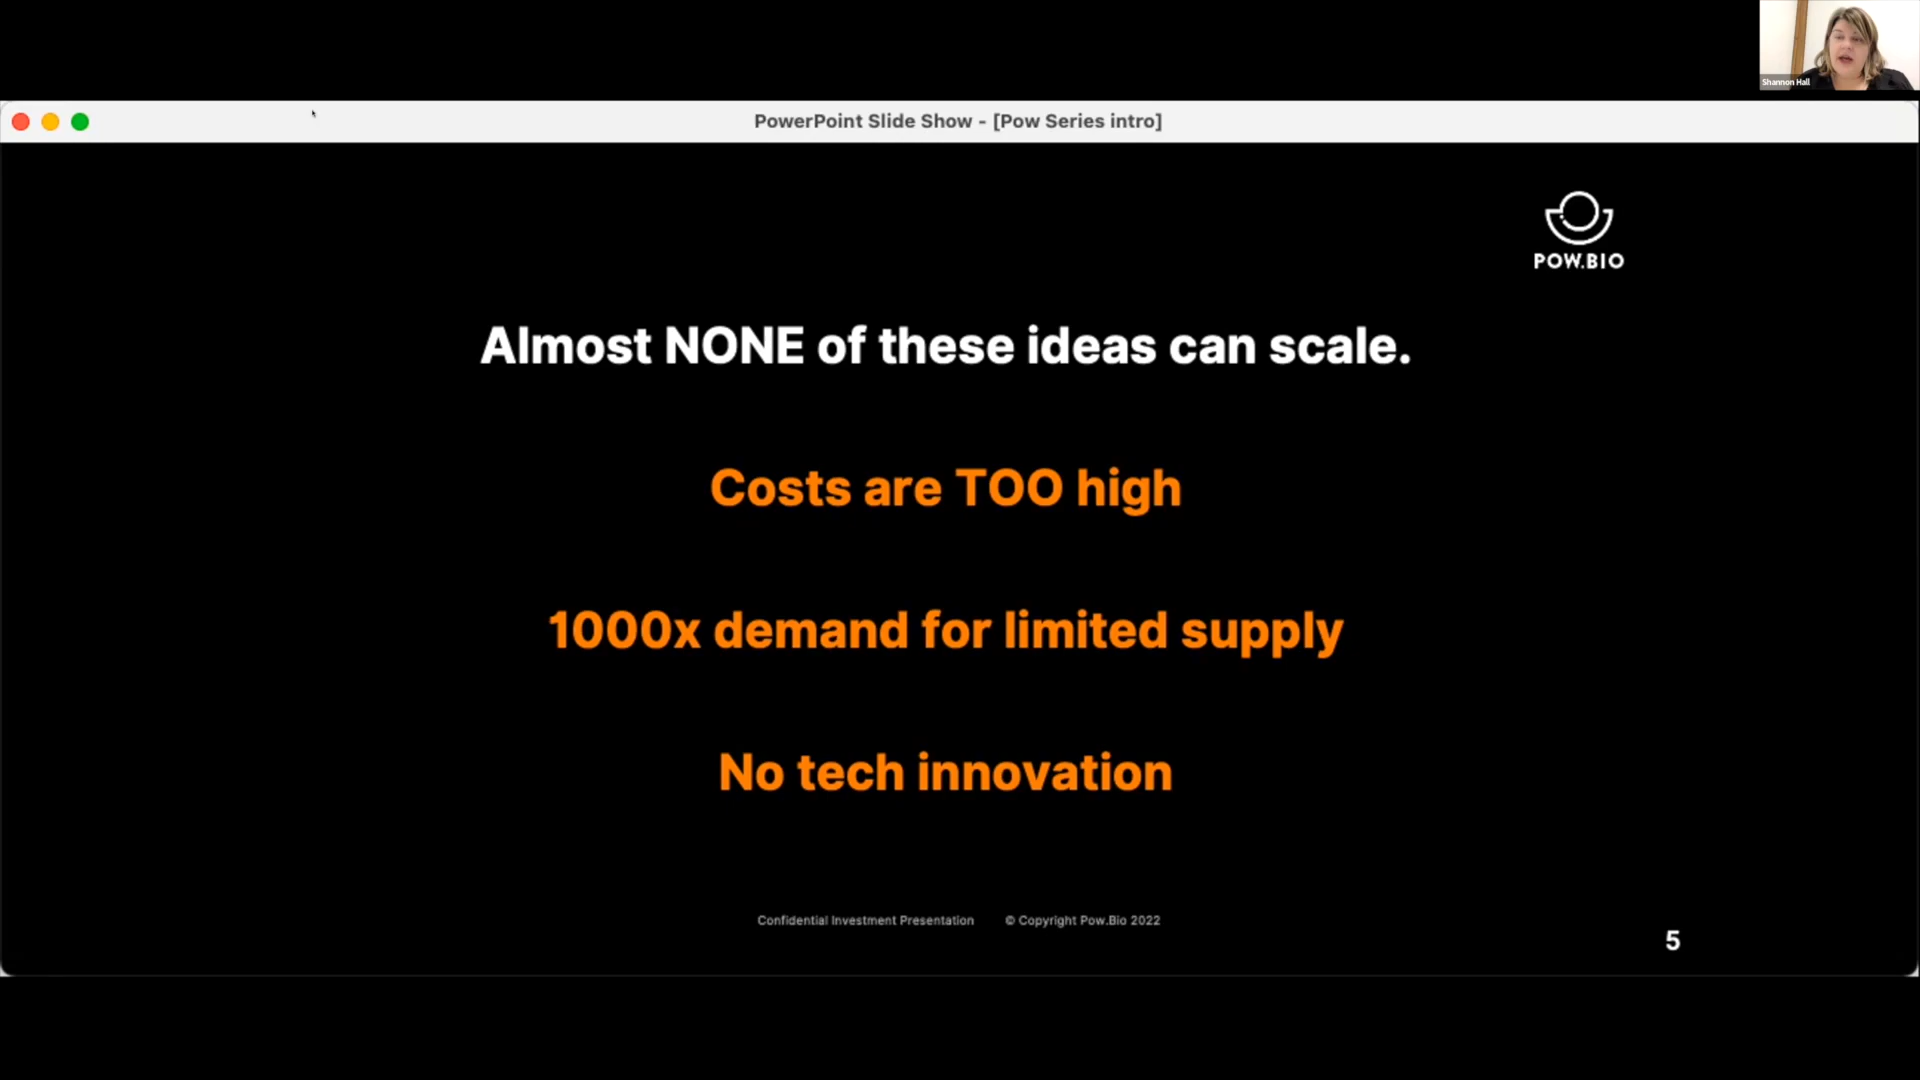 Shannon Hall
PowerPoint Slide Show - [Pow Series intro]
POW.BIO
Almost NONE of these ideas can scale.
Costs are TOO high
1000x demand for limited supply
No tech innovation
Confidential Investment Presentation © Copyright Pow.Bio 2022
5